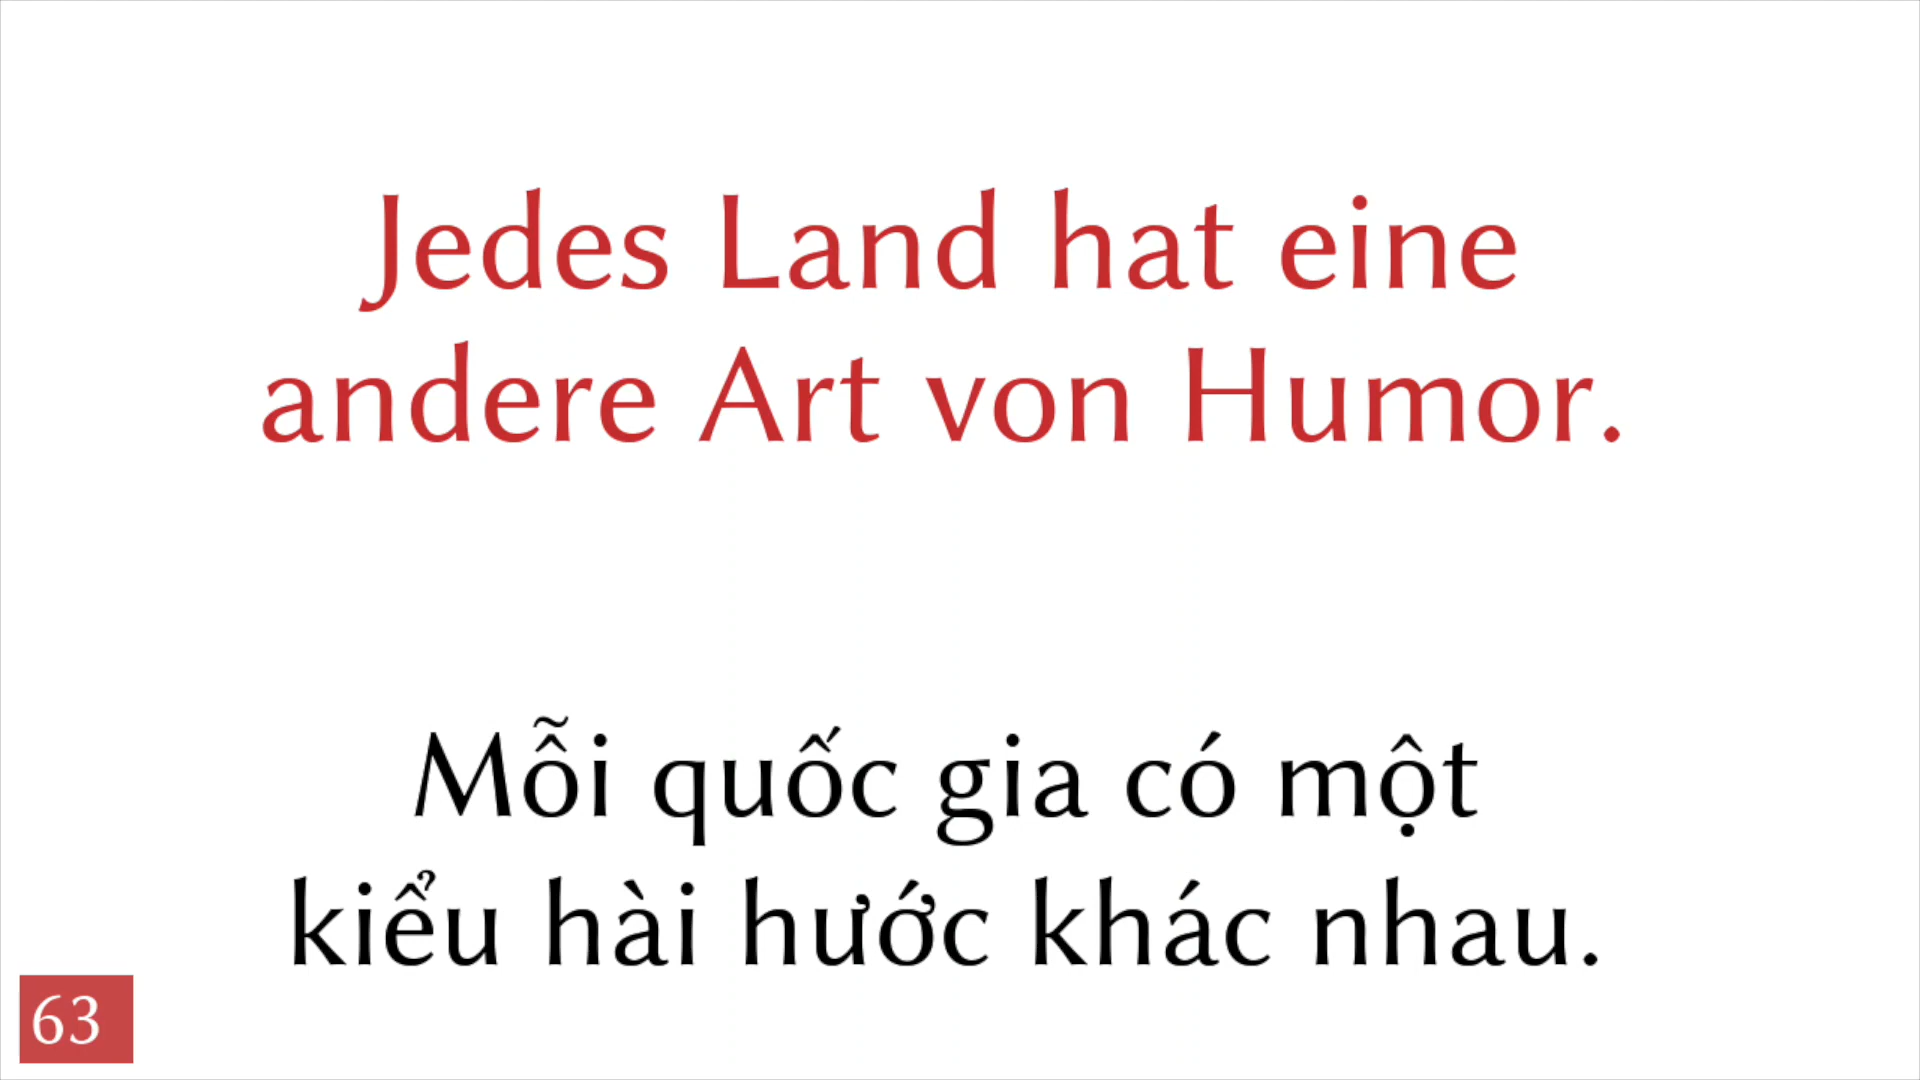 Jedes Land hat eine
andere Art von Humor.
Mỗi quốc gia có một
kiểu hài hước khác nhau.
63